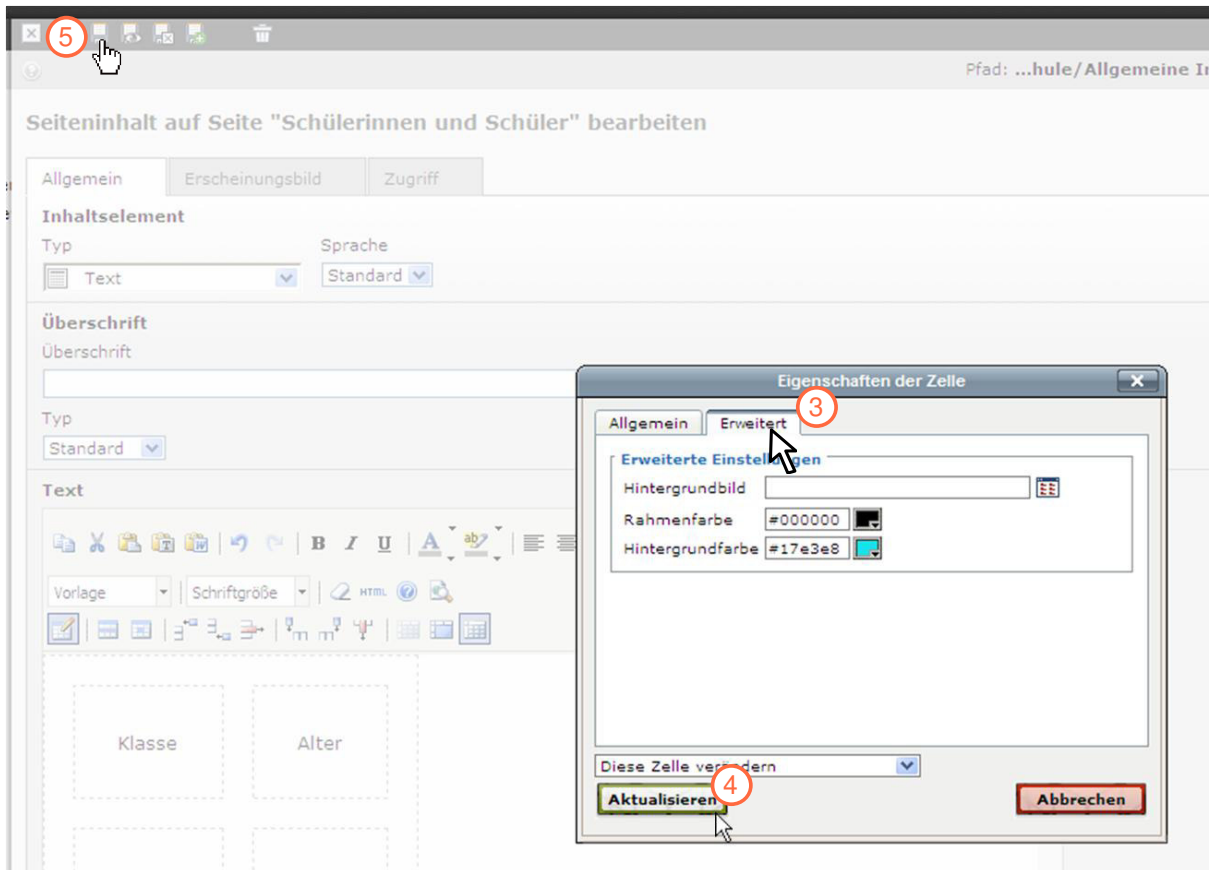 5
Pfad: ...hule/Allgemeine In
Seiteninhalt auf Seite "Schülerinnen und Schüler" bearbeiten
Allgemein Erscheinungsbild Zugriff
Inhaltselement
Typ Sprache
Text Standard
Überschrift
Überschrift
Typ
Standard
Text
B I U A ab
Vorlage Schriftgröße HTML
Klasse Alter
Eigenschaften der Zelle
3
Allgemein Erweitert
Erweiterte Einstellungen
Hintergrundbild
Rahmenfarbe #000000
Hintergrundfarbe #17e3e8
Diese Zelle verändern
4
Aktualisieren Abbrechen